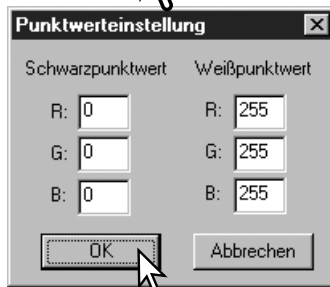 Punktwerteinstellung
Schwarzpunktwert Weißpunktwert
R: 0 R: 255
G: 0 G: 255
B: 0 B: 255
OK Abbrechen